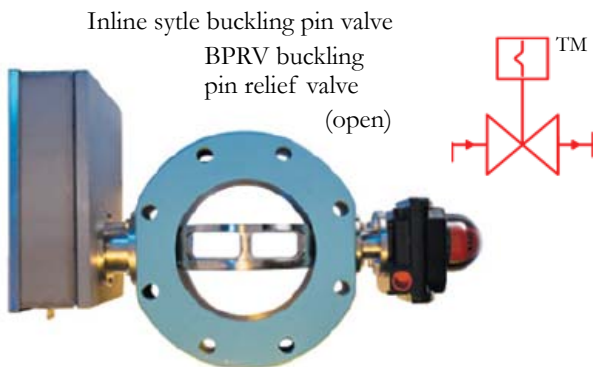 Inline sytle buckling pin valve
BPRV buckling
pin relief valve
(open)
TM